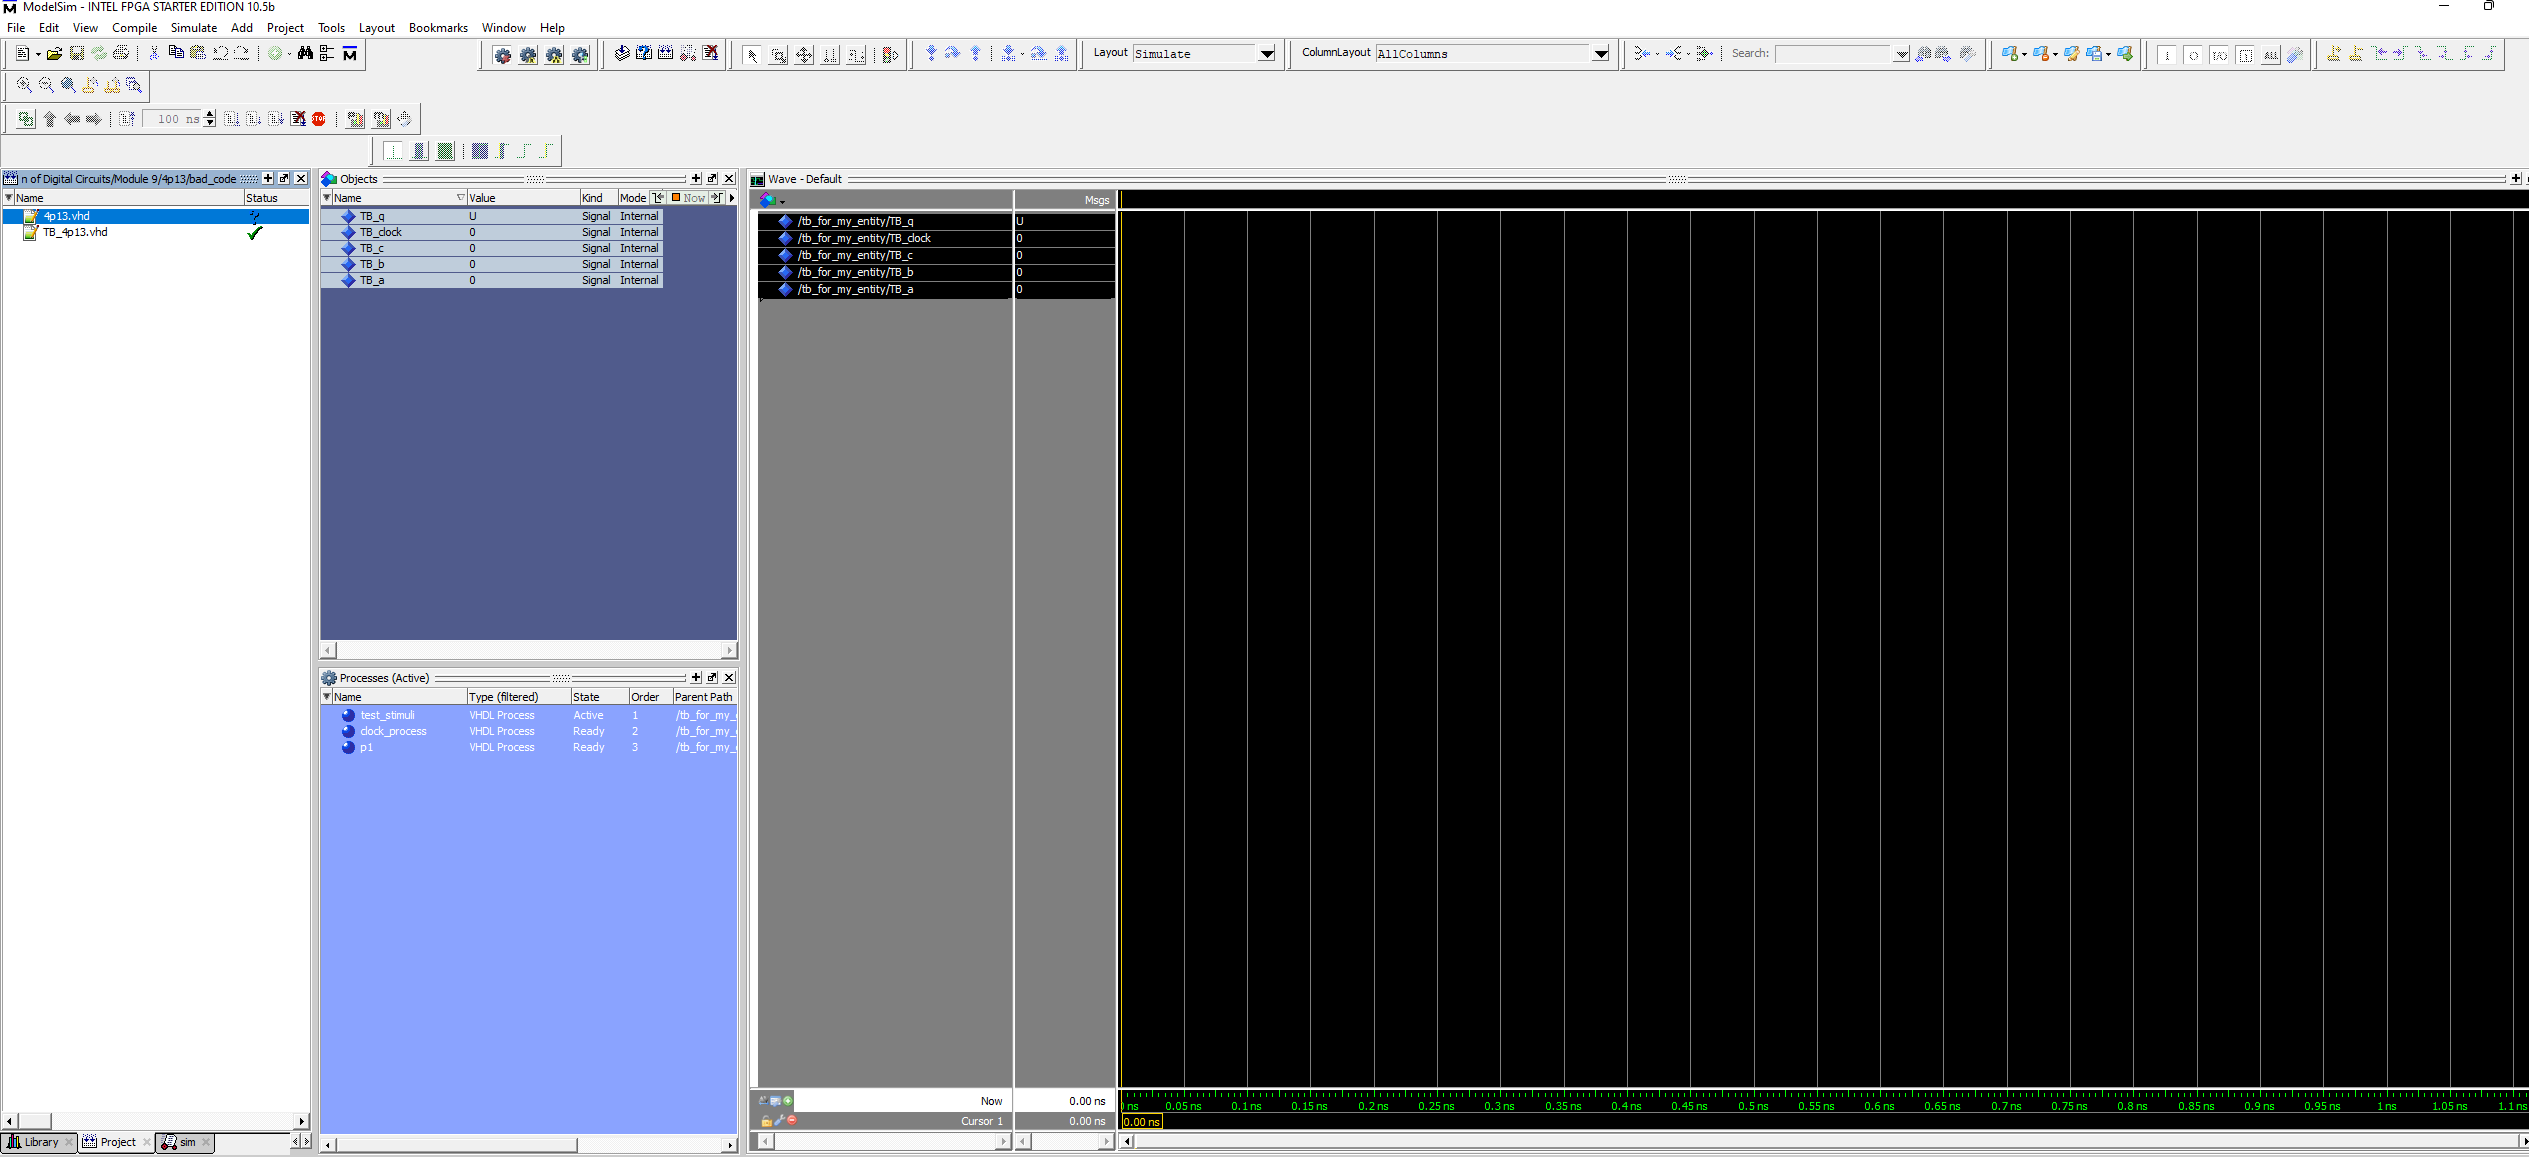 ModelSim - INTEL FPGA STARTER EDITION 10.5b
File Edit View Compile Simulate Add Project Tools Layout Bookmarks Window Help
Layout Simulate ColumnLayout AllColumns Search:
100 ns
n of Digital Circuits/Module 9/4p13/bad_code
Name Status
4p13.vhd ?
TB_4p13.vhd
Library Project sim
Objects
Name Value Kind Mode Now
TB_q U Signal Internal
TB_clock 0 Signal Internal
TB_c 0 Signal Internal
TB_b 0 Signal Internal
TB_a 0 Signal Internal
Processes (Active)
Name Type (filtered) State Order Parent Path
test_stimuli VHDL Process Active 1 /tb_for_my_
clock_process VHDL Process Ready 2 /tb_for_my_
p1 VHDL Process Ready 3 /tb_for_my_
Wave - Default
Msgs
/tb_for_my_entity/TB_q U
/tb_for_my_entity/TB_clock 0
/tb_for_my_entity/TB_c 0
/tb_for_my_entity/TB_b 0
/tb_for_my_entity/TB_a 0
Now 0.00 ns
ns 0.05 ns 0.1 ns 0.15 ns 0.2 ns 0.25 ns 0.3 ns 0.35 ns 0.4 ns 0.45 ns 0.5 ns 0.55 ns 0.6 ns 0.65 ns 0.7 ns 0.75 ns 0.8 ns 0.85 ns 0.9 ns 0.95 ns 1 ns 1.05 ns 1.1 ns
Cursor 1 0.00 ns 0.00 ns